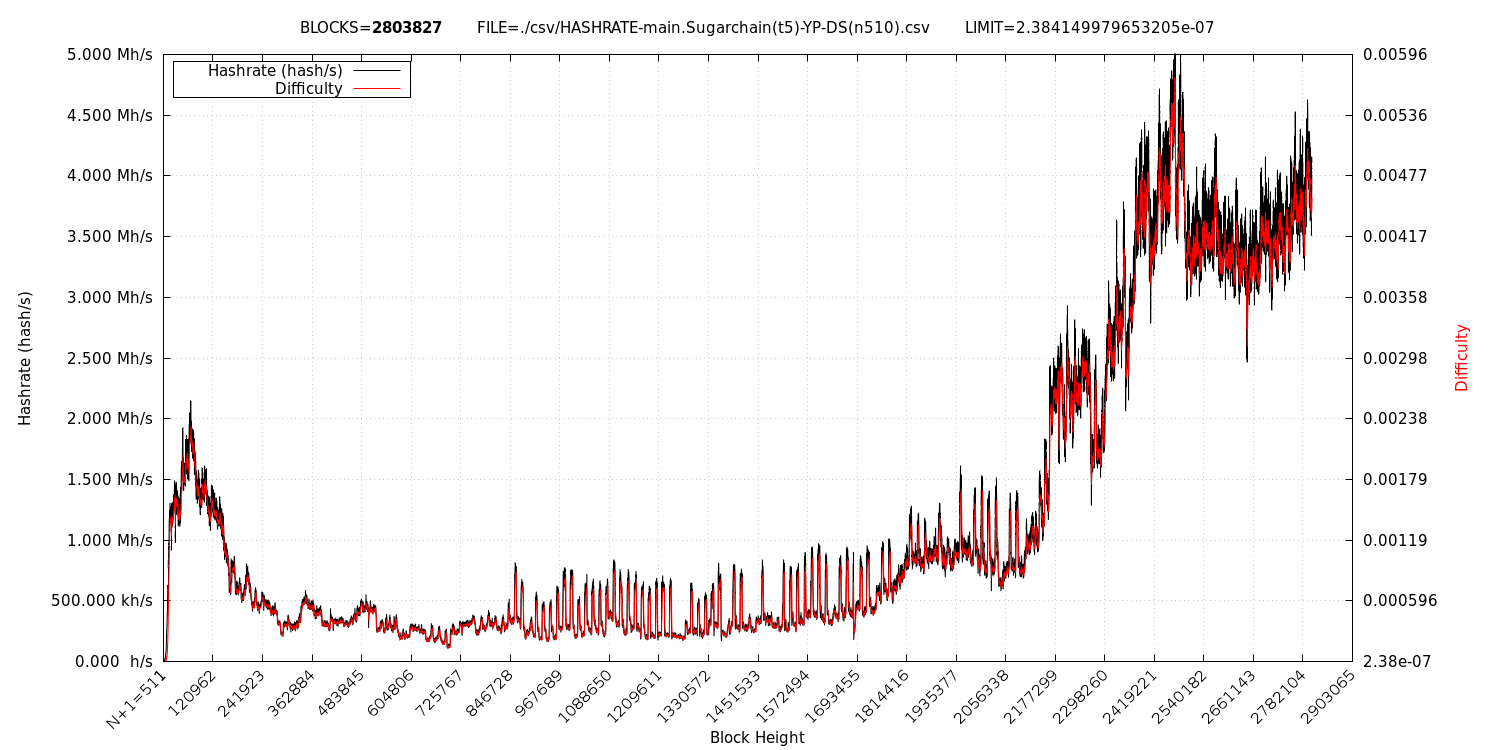 BLOCKS=2803827 FILE=./csv/HASHRATE-main.Sugarchain(t5)-YP-DS(n510).csv LIMIT=2.384149979653205e-07
Hashrate (hash/s)
Difficulty
5.000 Mh/s
4.500 Mh/s
4.000 Mh/s
3.500 Mh/s
3.000 Mh/s
2.500 Mh/s
2.000 Mh/s
1.500 Mh/s
1.000 Mh/s
500.000 kh/s
0.000 h/s
Hashrate (hash/s)
0.00596
0.00536
0.00477
0.00417
0.00358
0.00298
0.00238
0.00179
0.00119
0.000596
2.38e-07
Difficulty
N+1=511
120962
241923
362884
483845
604806
725767
846728
967689
1088650
1209611
1330572
1451533
1572494
1693455
1814416
1935377
2056338
2177299
2298260
2419221
2540182
2661143
2782104
2903065
Block Height